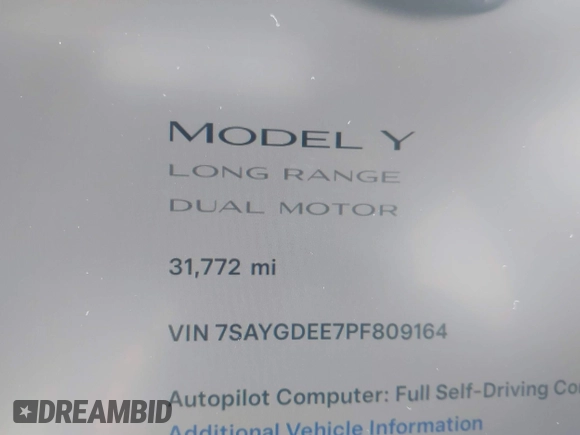 MODEL Y
LONG RANGE
DUAL MOTOR
31,772 mi
VIN 7SAYGDEE7PF809164
Autopilot Computer: Full Self-Driving
Additional Vehicle Information
DREAMBID